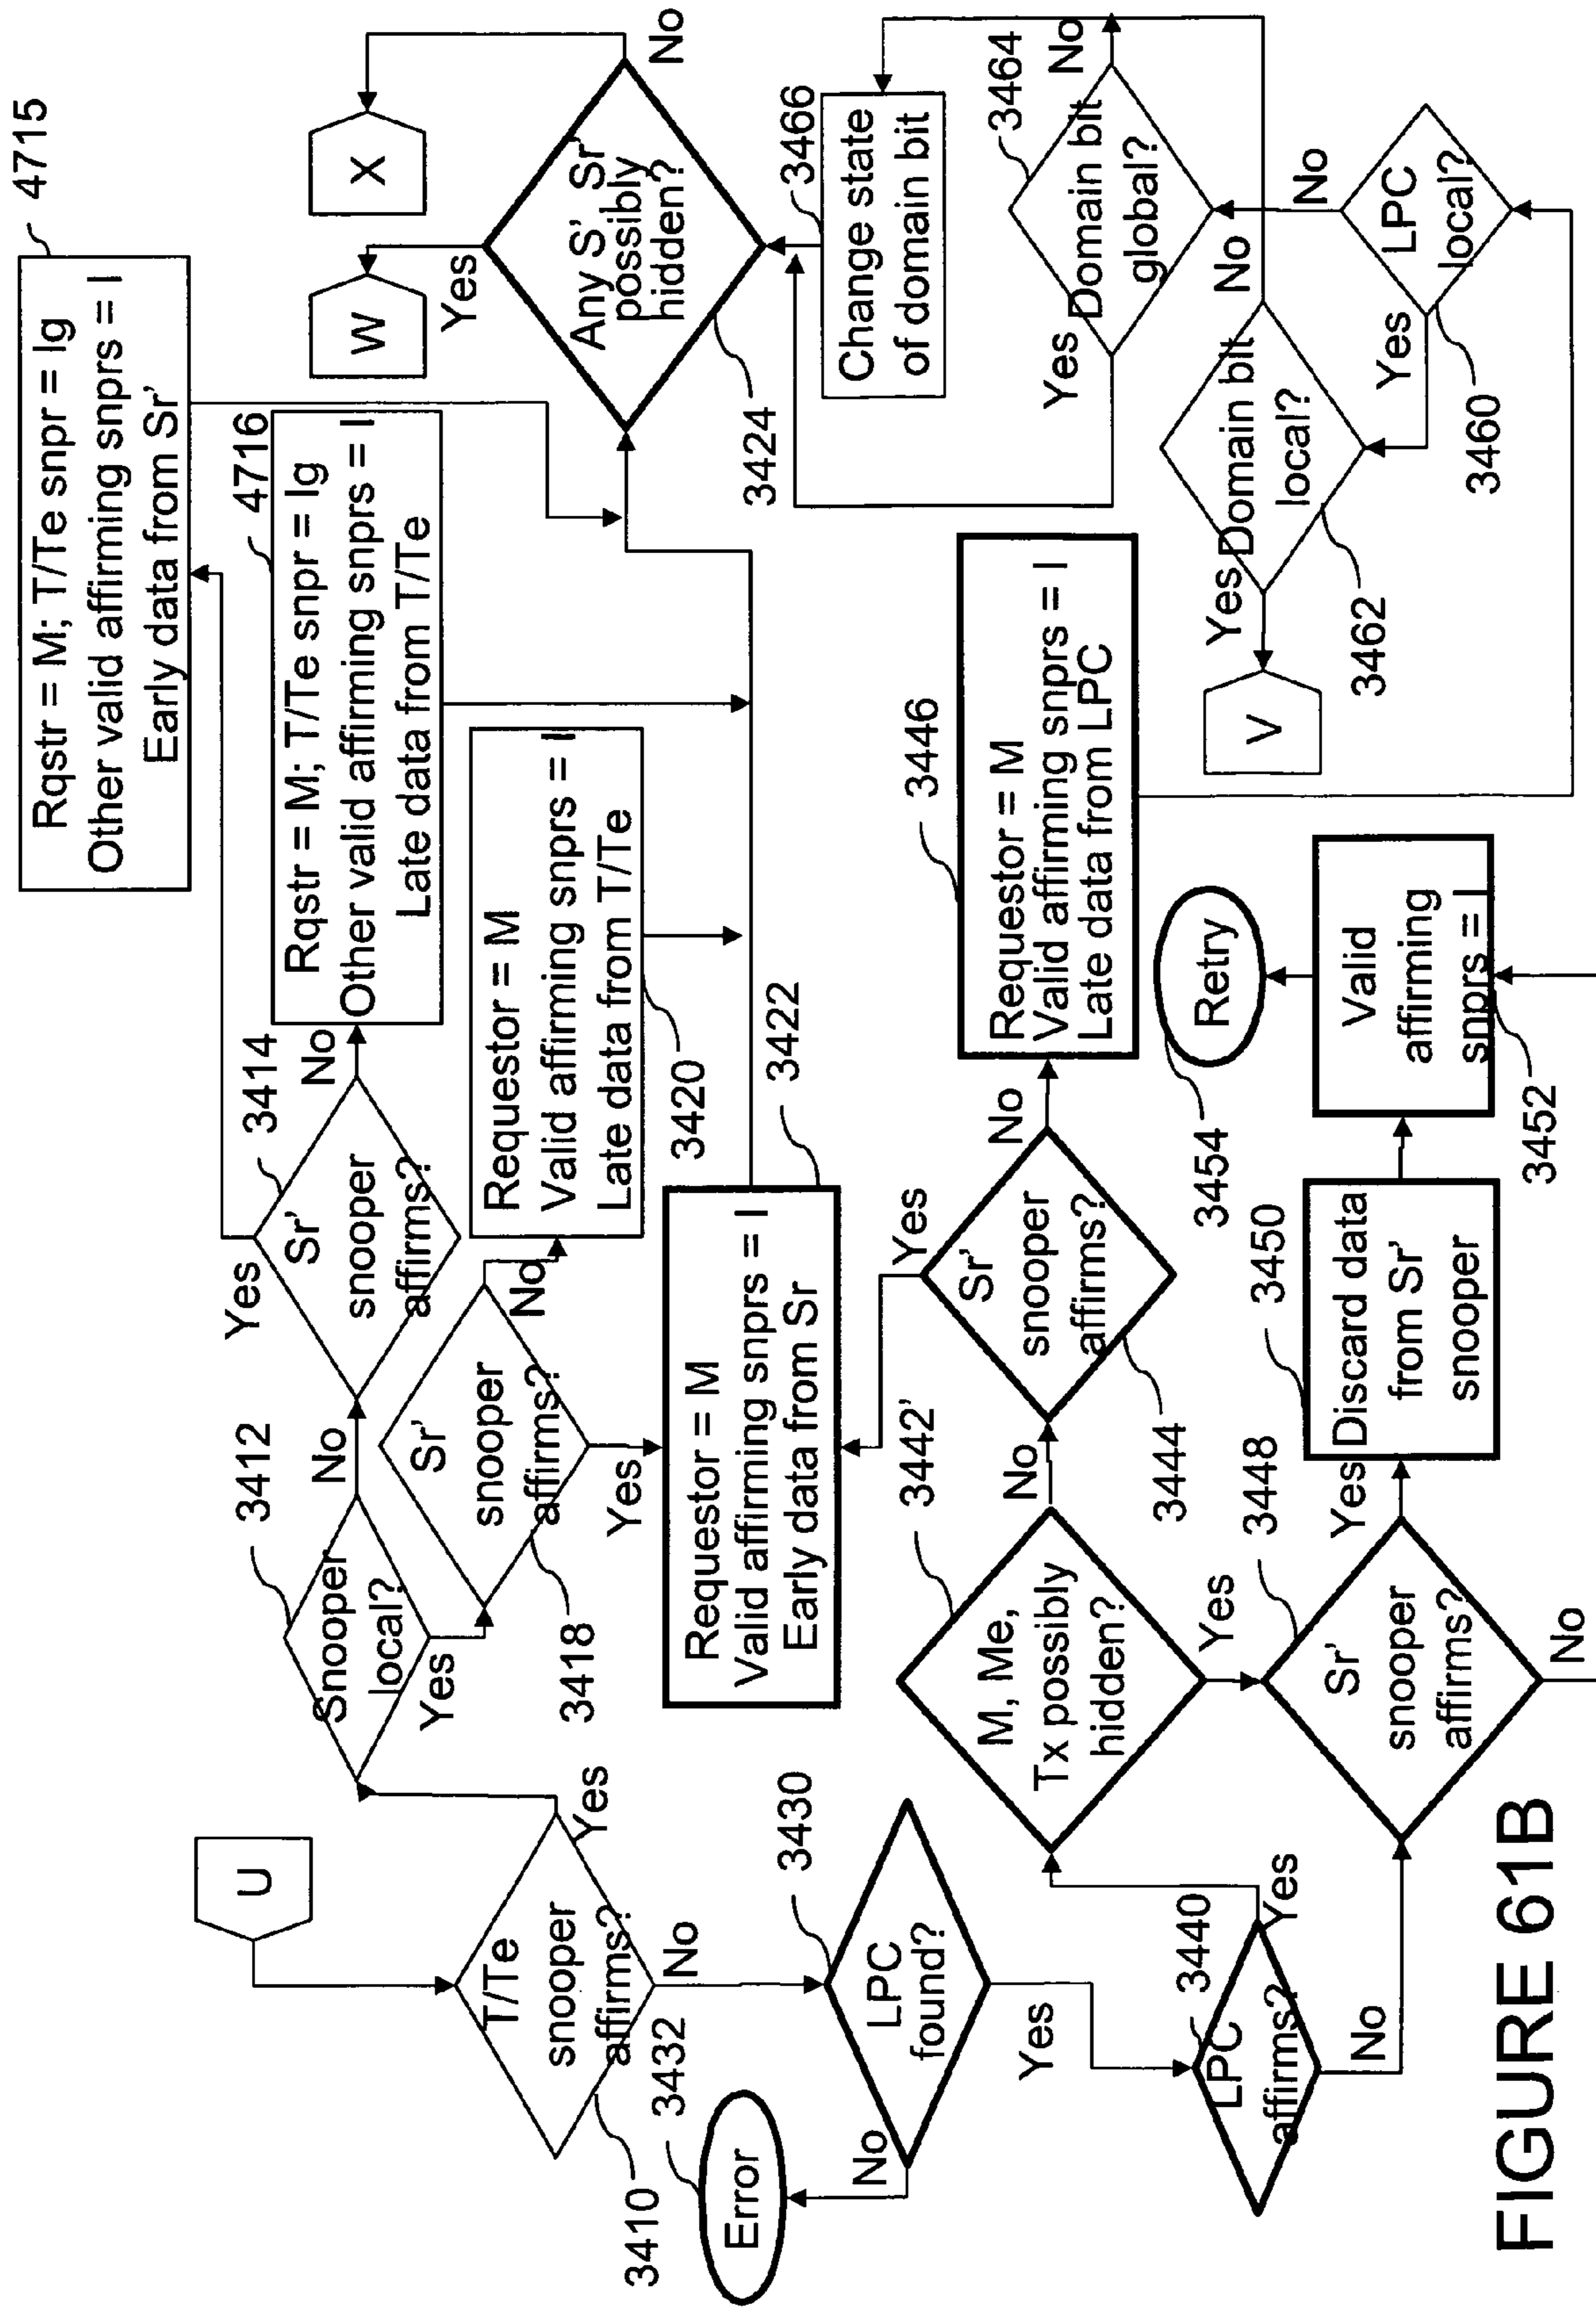 U
T/Te
snooper
affirms?
3410
Yes
No
Snooper
local?
3412
No
Yes
Sr'
snooper
affirms?
3414
Yes
No
Rqstr = M; T/Te snpr = Ig
Other valid affirming snprs = I
Early data from Sr'
4715
Rqstr = M; T/Te snpr = Ig
Other valid affirming snprs = I
Late data from T/Te
4716
Sr'
snooper
affirms?
3418
No
Yes
Requestor = M
Valid affirming snprs = I
Late data from T/Te
3420
Requestor = M
Valid affirming snprs = I
Early data from Sr
3422
W
X
Yes
No
Any S' Sr'
possibly
hidden?
3424
Error
3432
No
LPC
found?
3430
Yes
LPC
affirms?
3440
Yes
No
M, Me,
Tx possibly
hidden?
3442'
No
Yes
Sr'
snooper
affirms?
3444
Yes
No
Requestor = M
Valid affirming snprs = I
Late data from LPC
3446
Sr'
snooper
affirms?
3448
Yes
No
Discard data
from Sr'
snooper
3450
Valid
affirming
snprs = I
3452
Retry
3454
LPC
local?
3460
Yes
No
Domain bit
local?
3462
Yes
No
V
Domain bit
global?
3464
Yes
No
Change state
of domain bit
3466
FIGURE 61B